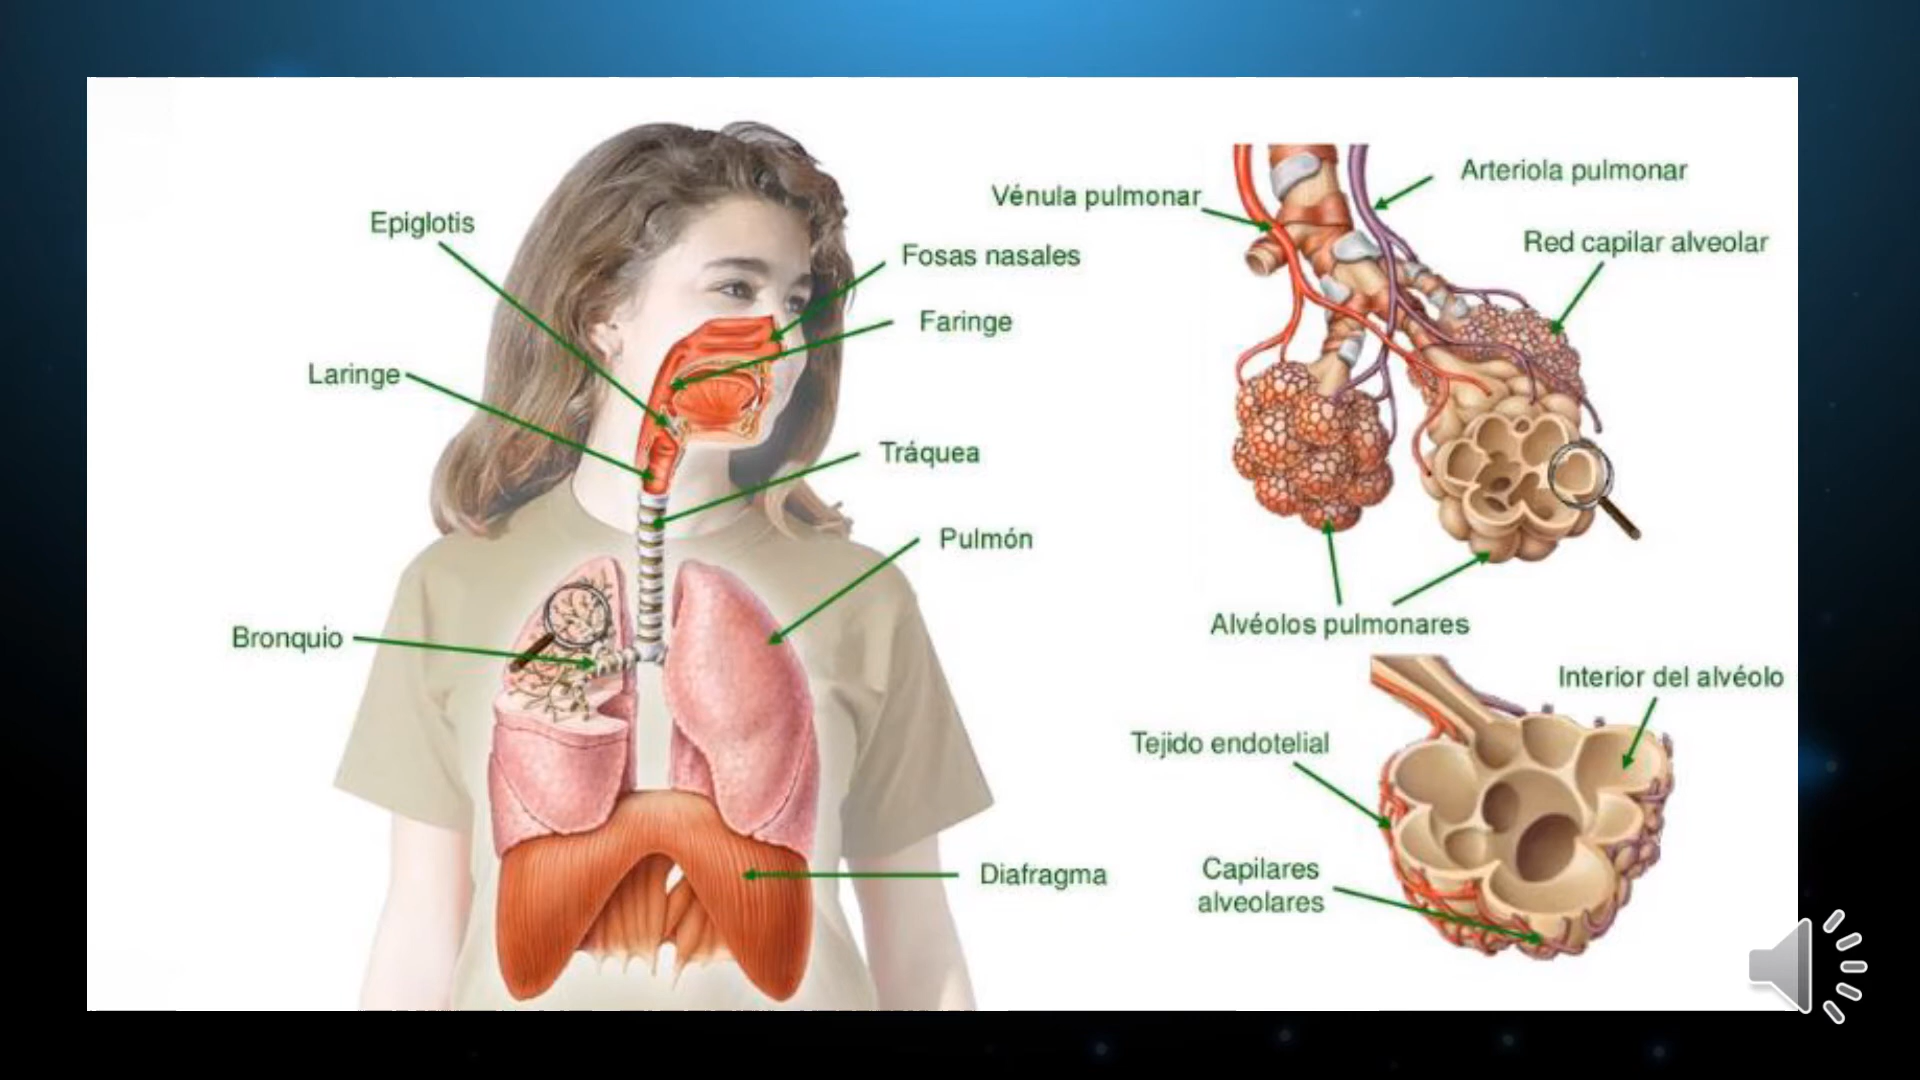 Epiglotis
Fosas nasales
Faringe
Laringe
Tráquea
Pulmón
Bronquio
Diafragma
Vénula pulmonar
Arteriola pulmonar
Red capilar alveolar
Alvéolos pulmonares
Interior del alvéolo
Tejido endotelial
Capilares
alveolares